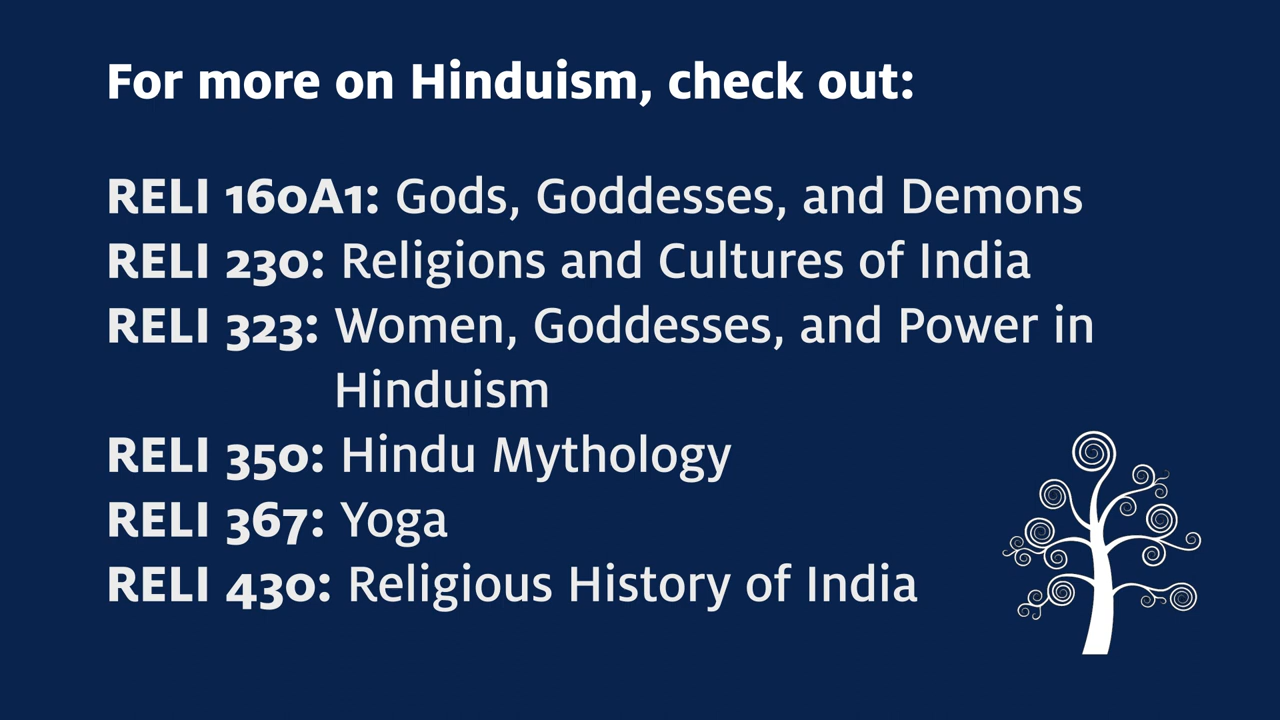 For more on Hinduism, check out:
RELI 160A1: Gods, Goddesses, and Demons
RELI 230: Religions and Cultures of India
RELI 323: Women, Goddesses, and Power in
Hinduism
RELI 350: Hindu Mythology
RELI 367: Yoga
RELI 430: Religious History of India